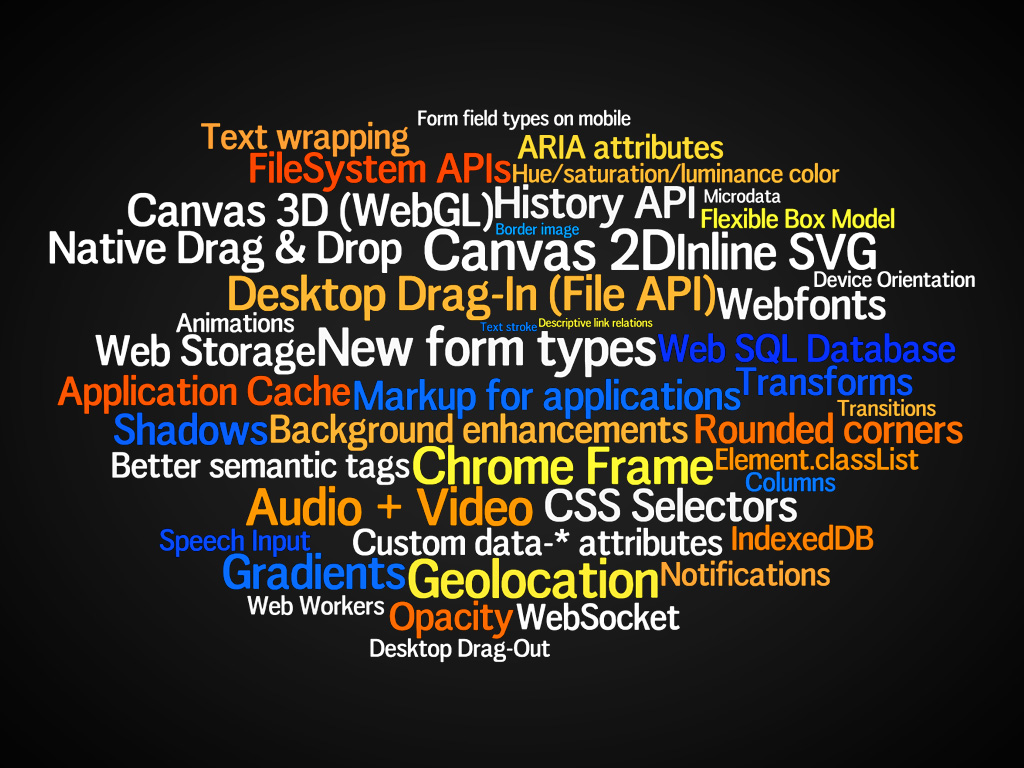 Form field types on mobile
Text wrapping
ARIA attributes
FileSystem APIs
Hue/saturation/luminance color
Microdata
Canvas 3D (WebGL)
History API
Flexible Box Model
Border image
Native Drag & Drop
Canvas 2D
Inline SVG
Device Orientation
Desktop Drag-In (File API)
Webfonts
Animations
Text stroke
Descriptive link relations
Web Storage
New form types
Web SQL Database
Application Cache
Markup for applications
Transforms
Transitions
Shadows
Background enhancements
Rounded corners
Better semantic tags
Chrome Frame
Element.classList
Columns
Audio + Video
CSS Selectors
Speech Input
Custom data-* attributes
IndexedDB
Gradients
Geolocation
Notifications
Web Workers
Opacity
WebSocket
Desktop Drag-Out